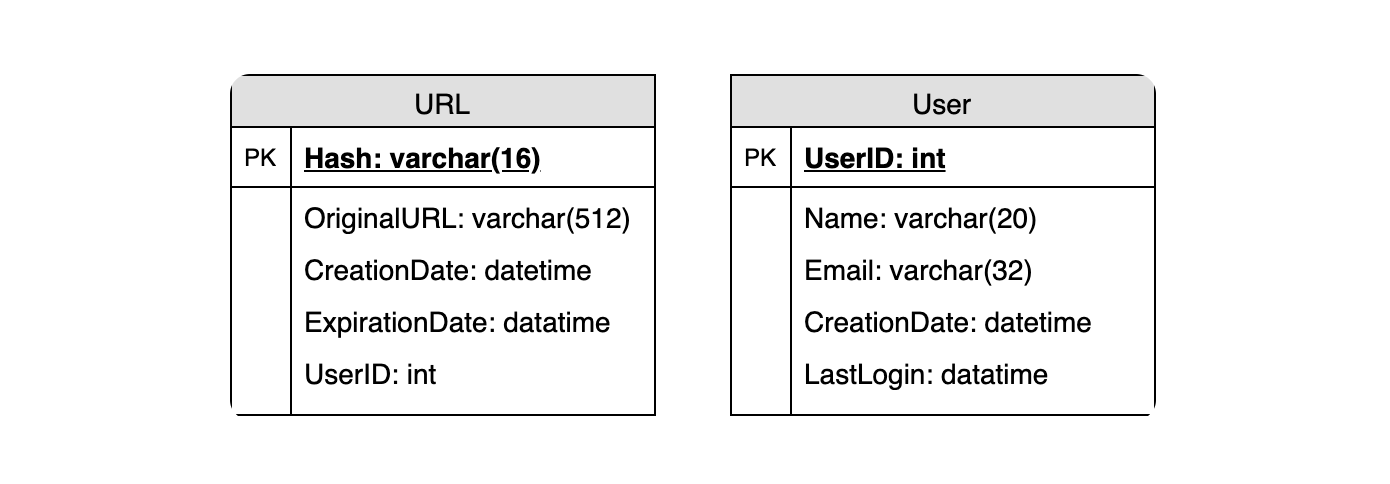 URL
PK Hash: varchar(16)
OriginalURL: varchar(512)
CreationDate: datetime
ExpirationDate: datatime
UserID: int
User
PK UserID: int
Name: varchar(20)
Email: varchar(32)
CreationDate: datetime
LastLogin: datatime